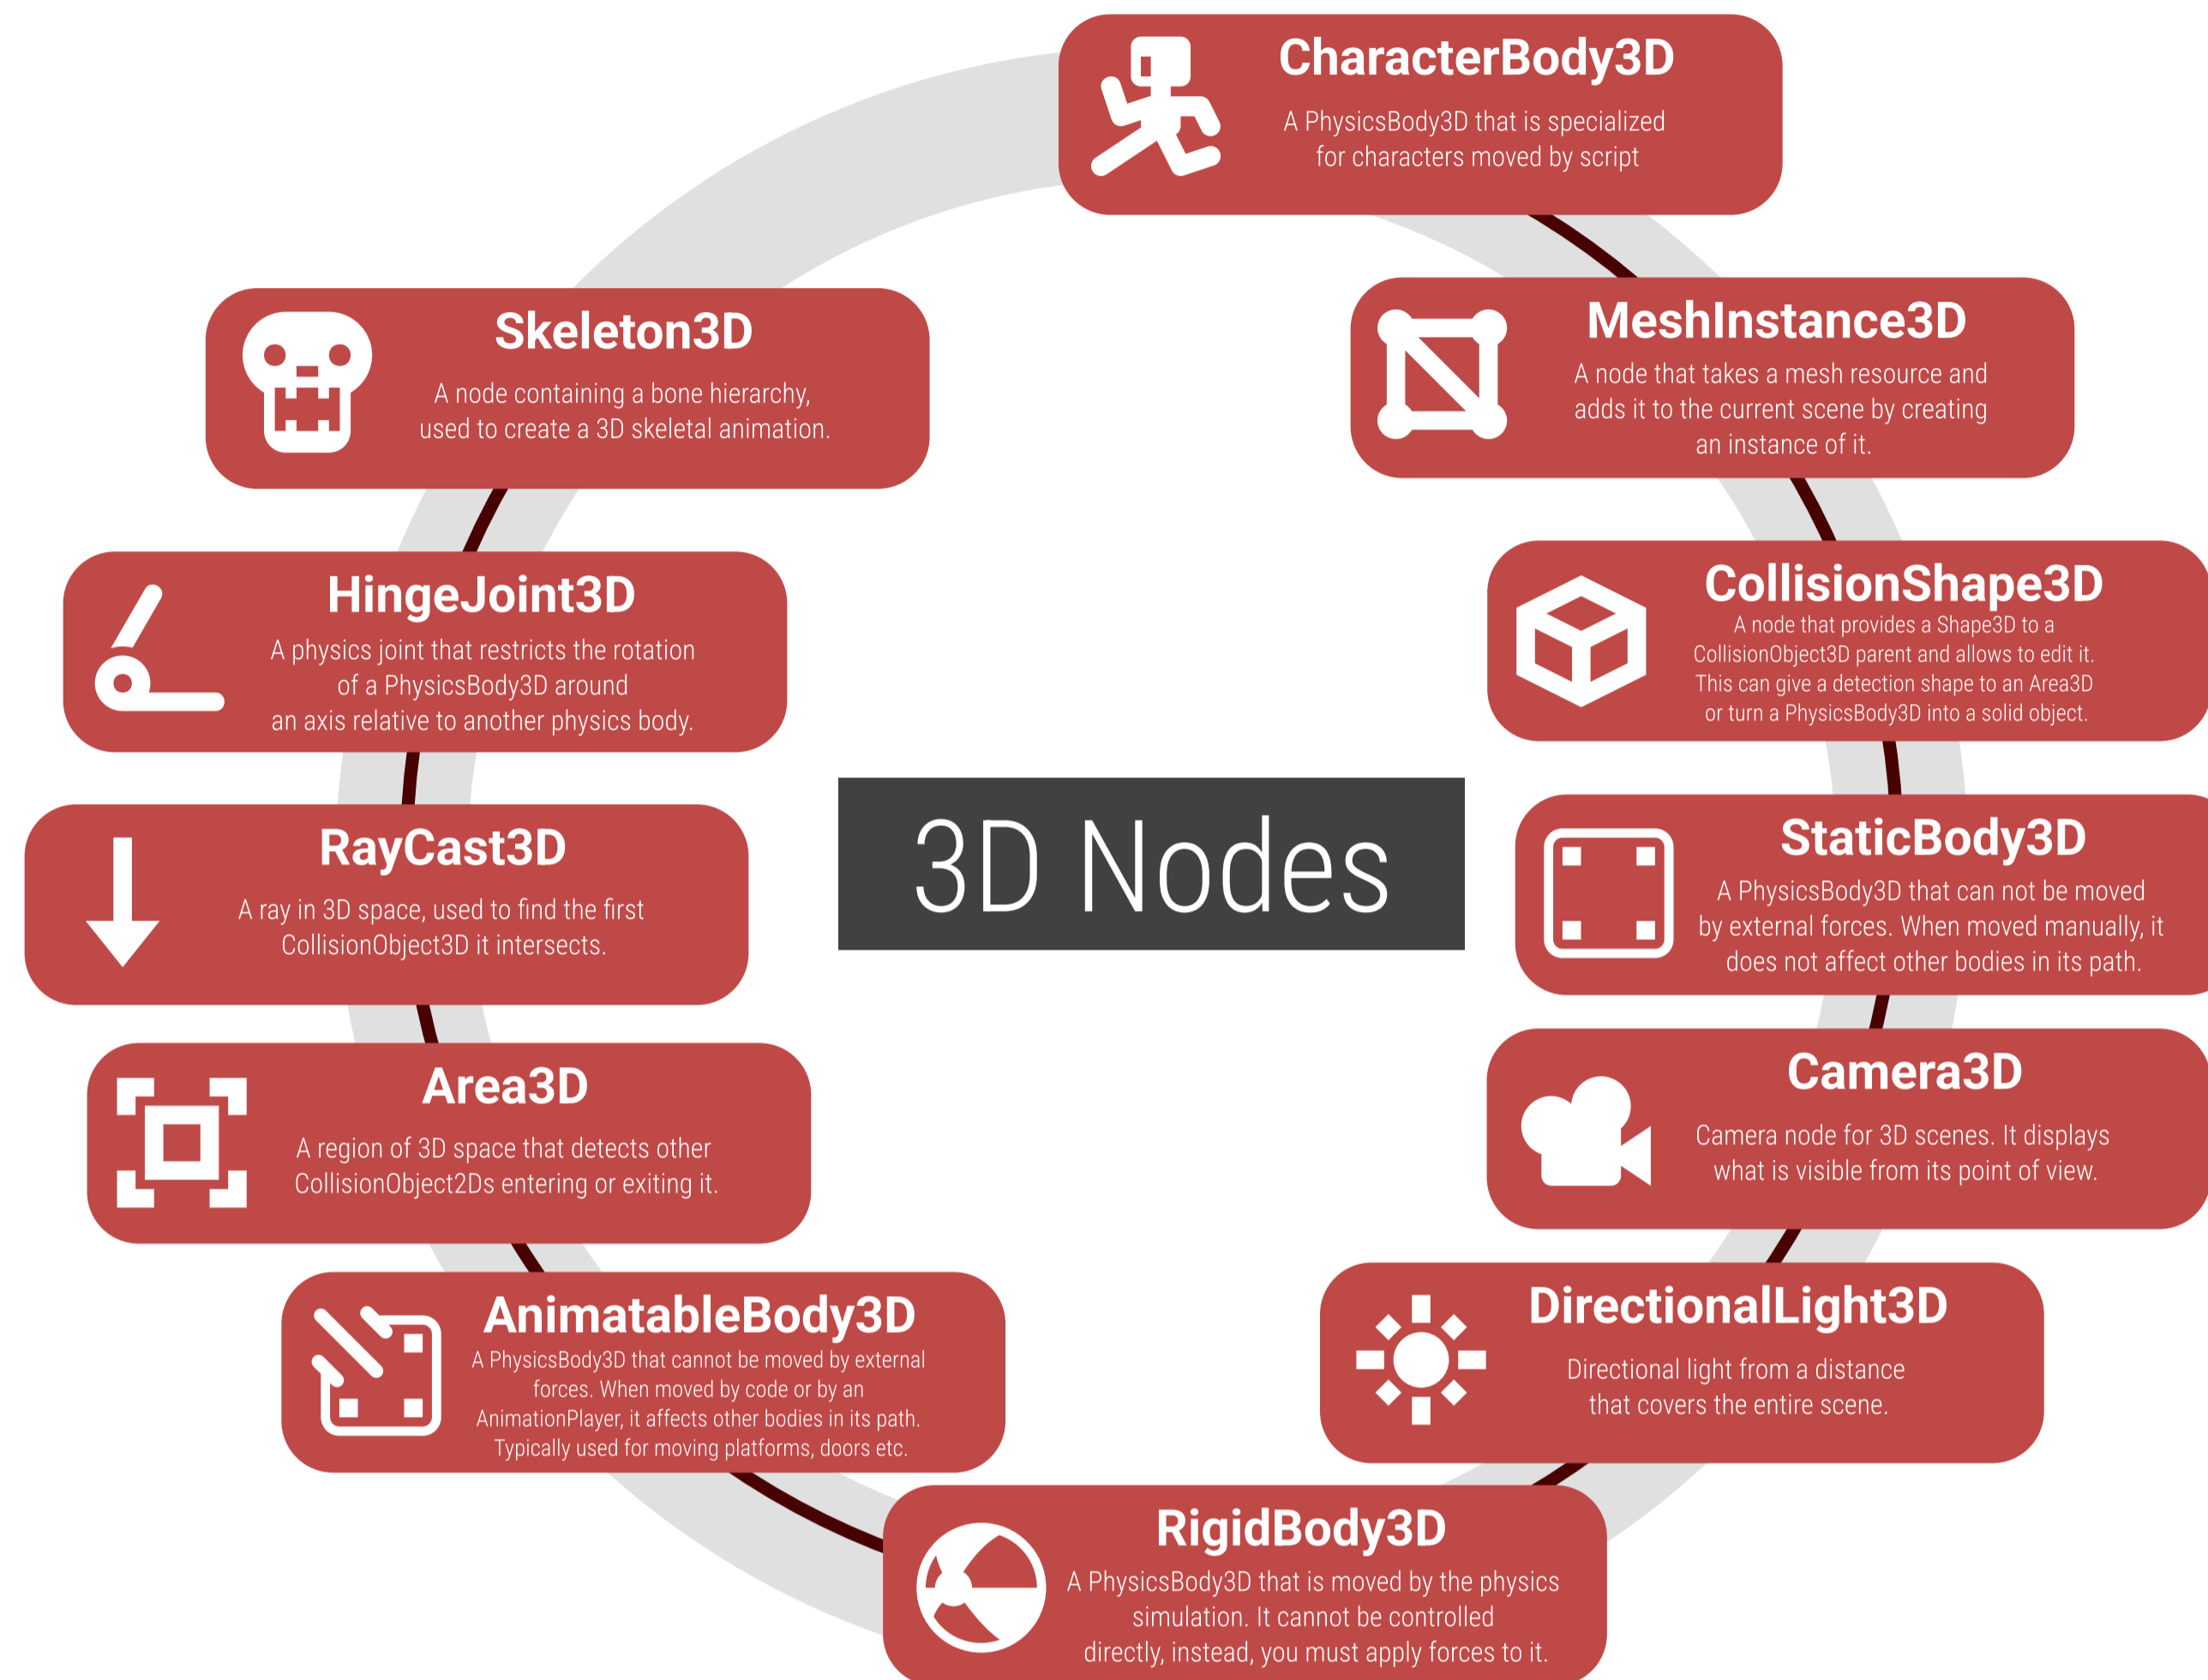 CharacterBody3D
A PhysicsBody3D that is specialized
for characters moved by script
MeshInstance3D
A node that takes a mesh resource and
adds it to the current scene by creating
an instance of it.
CollisionShape3D
A node that provides a Shape3D to a
CollisionObject3D parent and allows to edit it.
This can give a detection shape to an Area3D
or turn a PhysicsBody3D into a solid object.
StaticBody3D
A PhysicsBody3D that can not be moved
by external forces. When moved manually, it
does not affect other bodies in its path.
Camera3D
Camera node for 3D scenes. It displays
what is visible from its point of view.
DirectionalLight3D
Directional light from a distance
that covers the entire scene.
RigidBody3D
A PhysicsBody3D that is moved by the physics
simulation. It cannot be controlled
directly, instead, you must apply forces to it.
AnimatableBody3D
A PhysicsBody3D that cannot be moved by external
forces. When moved by code or by an
AnimationPlayer, it affects other bodies in its path.
Typically used for moving platforms, doors etc.
Area3D
A region of 3D space that detects other
CollisionObject2Ds entering or exiting it.
RayCast3D
A ray in 3D space, used to find the first
CollisionObject3D it intersects.
HingeJoint3D
A physics joint that restricts the rotation
of a PhysicsBody3D around
an axis relative to another physics body.
Skeleton3D
A node containing a bone hierarchy,
used to create a 3D skeletal animation.
3D Nodes